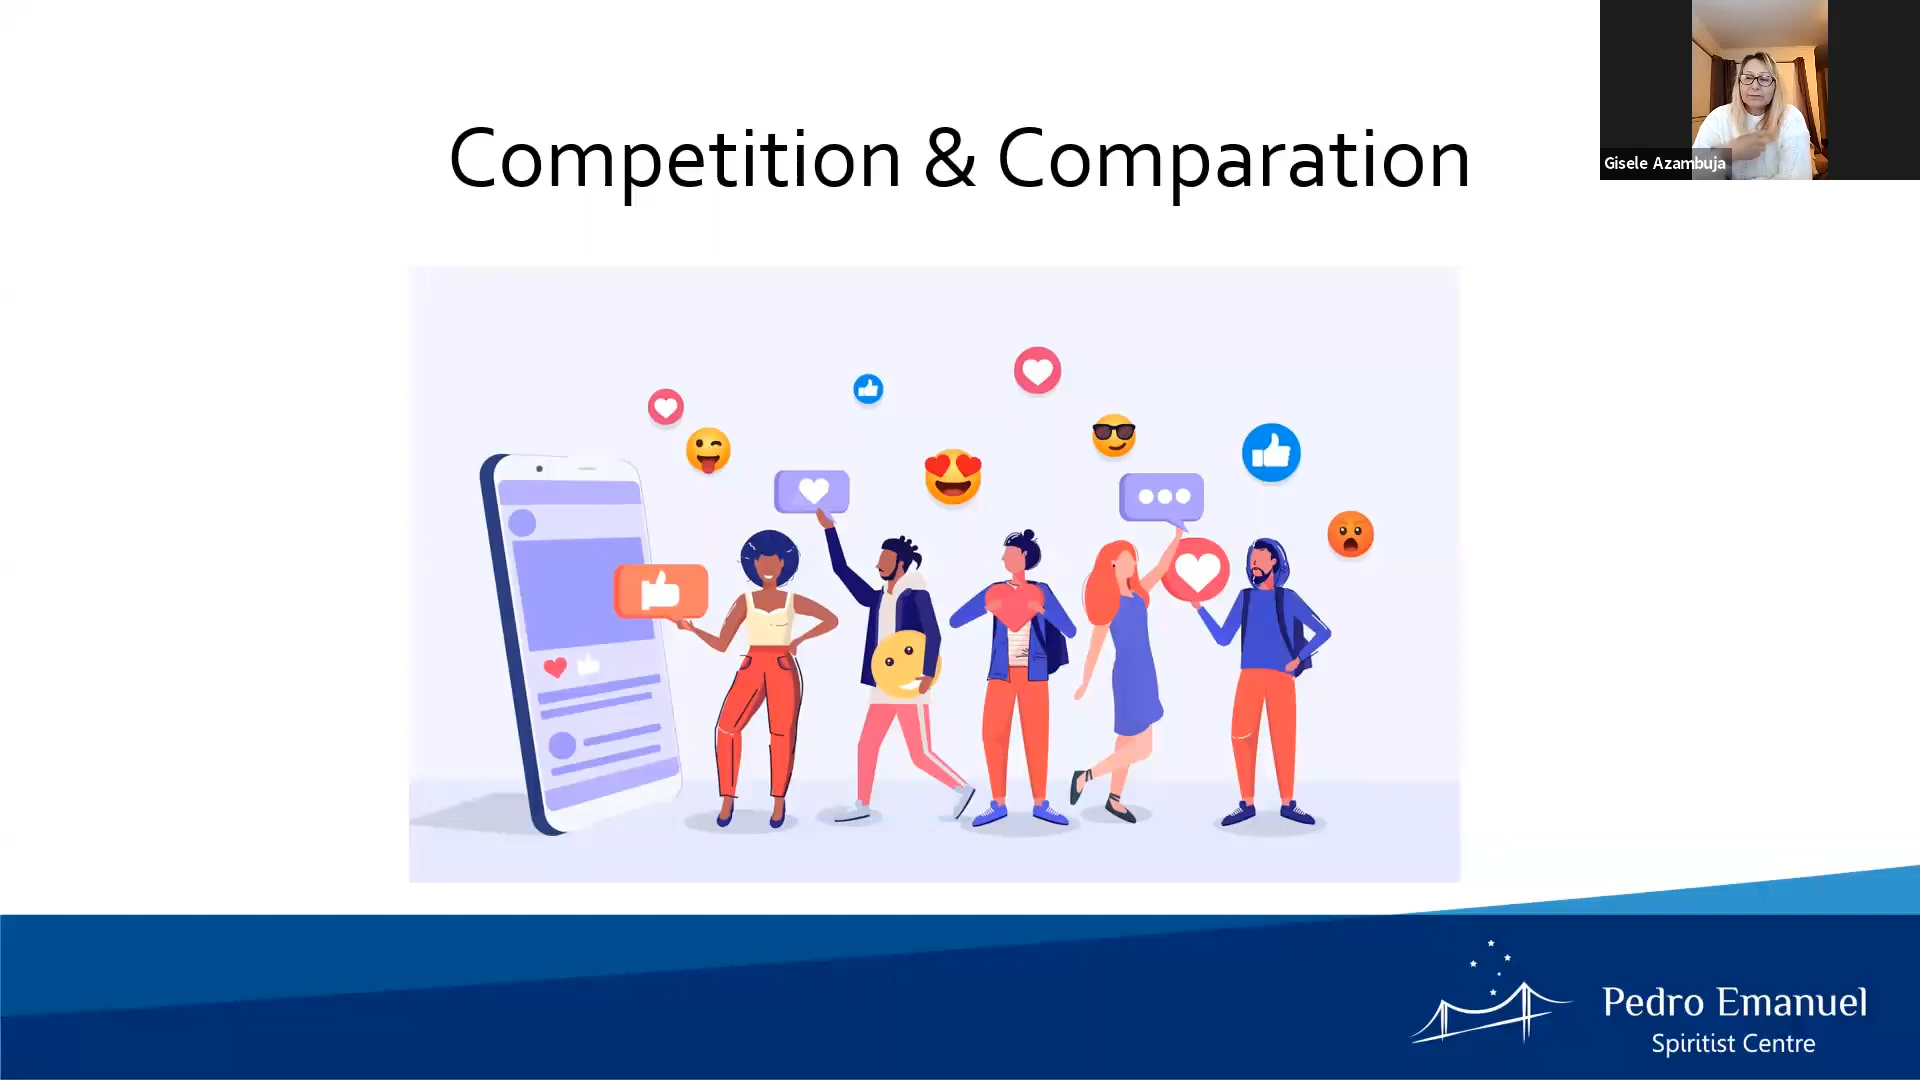 Competition & Comparation
Gisele Azambuja
Pedro Emanuel
Spiritist Centre